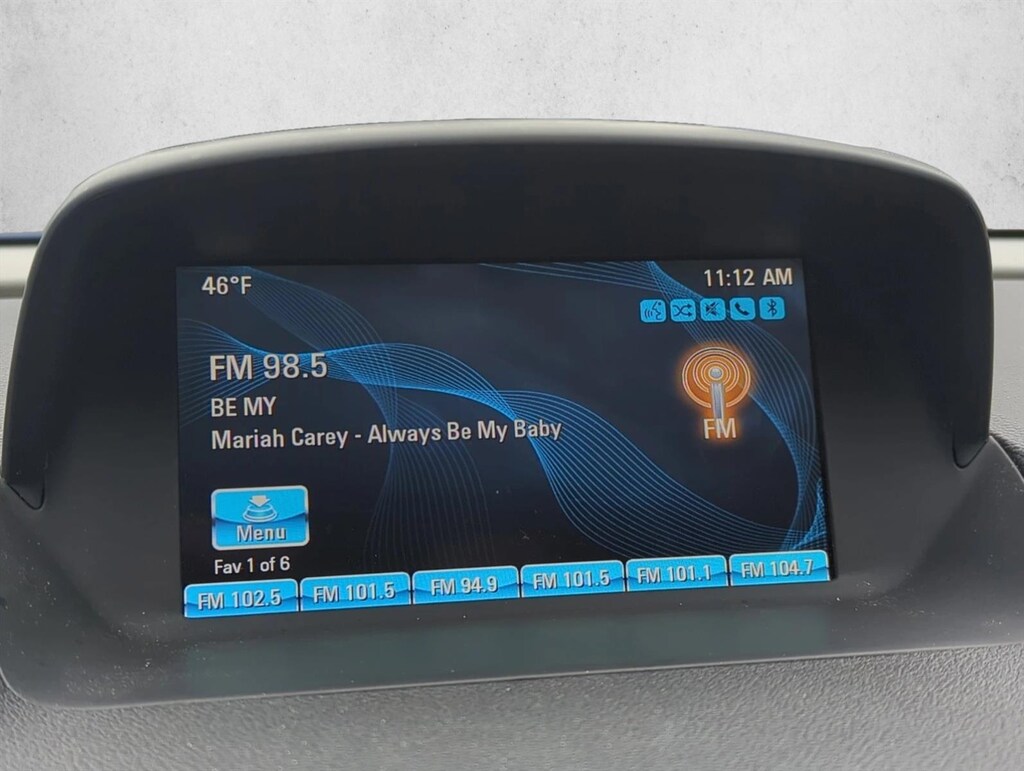 46°F
11:12 AM
FM 98.5
BE MY
Mariah Carey - Always Be My Baby
FM
Menu
Fav 1 of 6
FM 102.5 FM 101.5 FM 94.9 FM 101.5 FM 101.1 FM 104.7